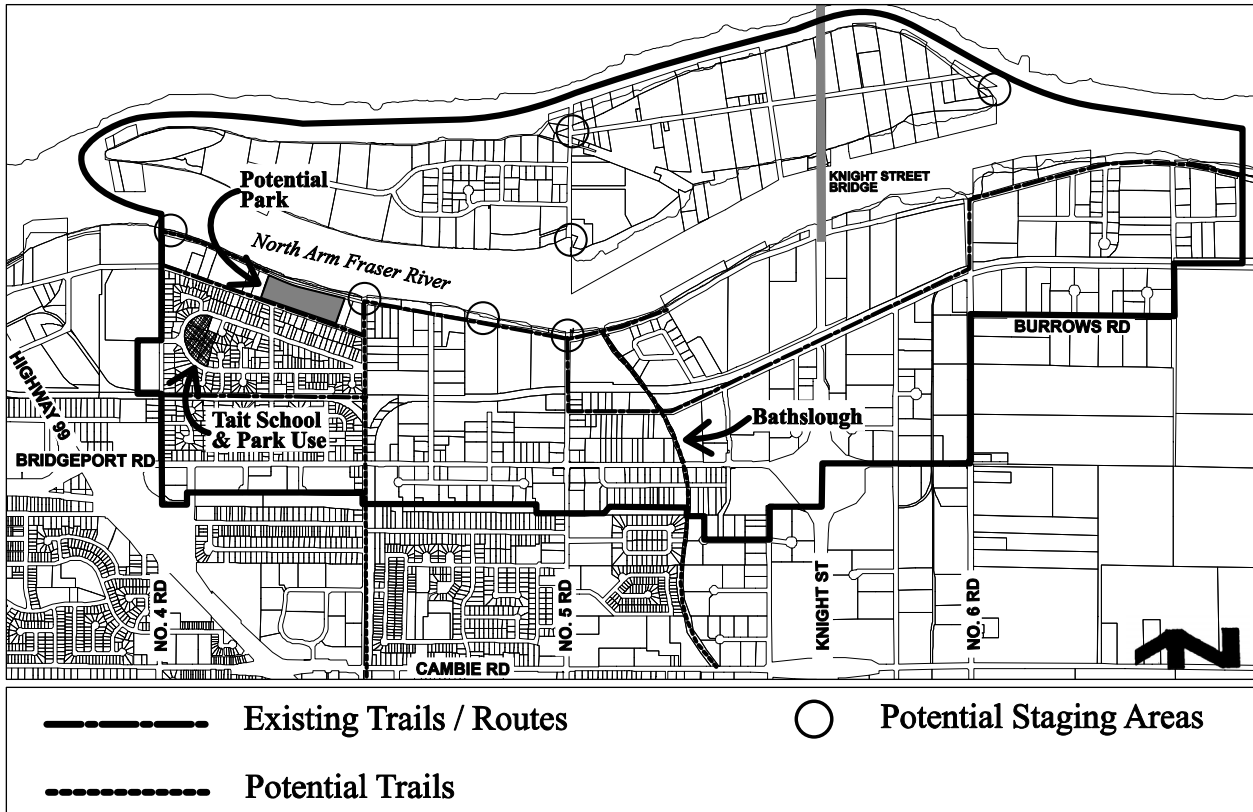 Potential
Park
KNIGHT STREET
BRIDGE
North Arm Fraser River
BURROWS RD
HIGHWAY 99
Tait School
& Park Use
Bathslough
BRIDGEPORT RD
NO. 4 RD
NO. 5 RD
KNIGHT ST
NO. 6 RD
CAMBIE RD
N
Existing Trails / Routes
Potential Staging Areas
Potential Trails